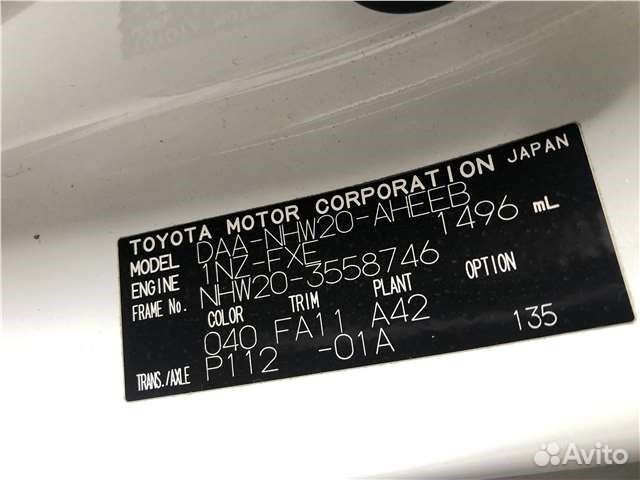 TOYOTA MOTOR CORPORATION JAPAN
MODEL DAA-NHW20-AHEEB
ENGINE 1NZ-FXE 1496 mL
FRAME No. NHW20-3558746
COLOR TRIM PLANT OPTION
040 FA11 A42
TRANS./AXLE P112 -01A 135
Avito